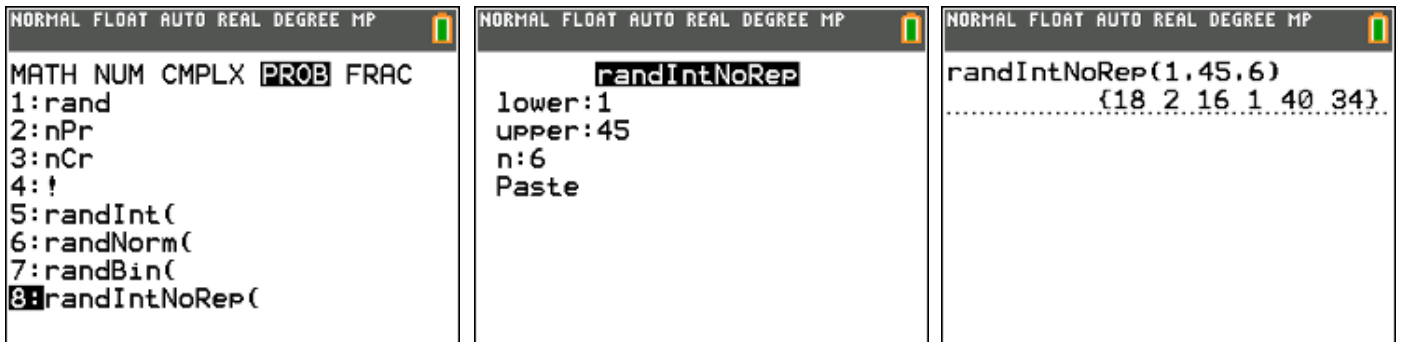 NORMAL FLOAT AUTO REAL DEGREE MP
MATH NUM CMPLX PROB FRAC
1:rand
2:nPr
3:nCr
4:!
5:randInt(
6:randNorm(
7:randBin(
8:randIntNoRep(
NORMAL FLOAT AUTO REAL DEGREE MP
randIntNoRep
lower:1
upper:45
n:6
Paste
NORMAL FLOAT AUTO REAL DEGREE MP
randIntNoRep(1,45,6)
{18 2 16 1 40 34}